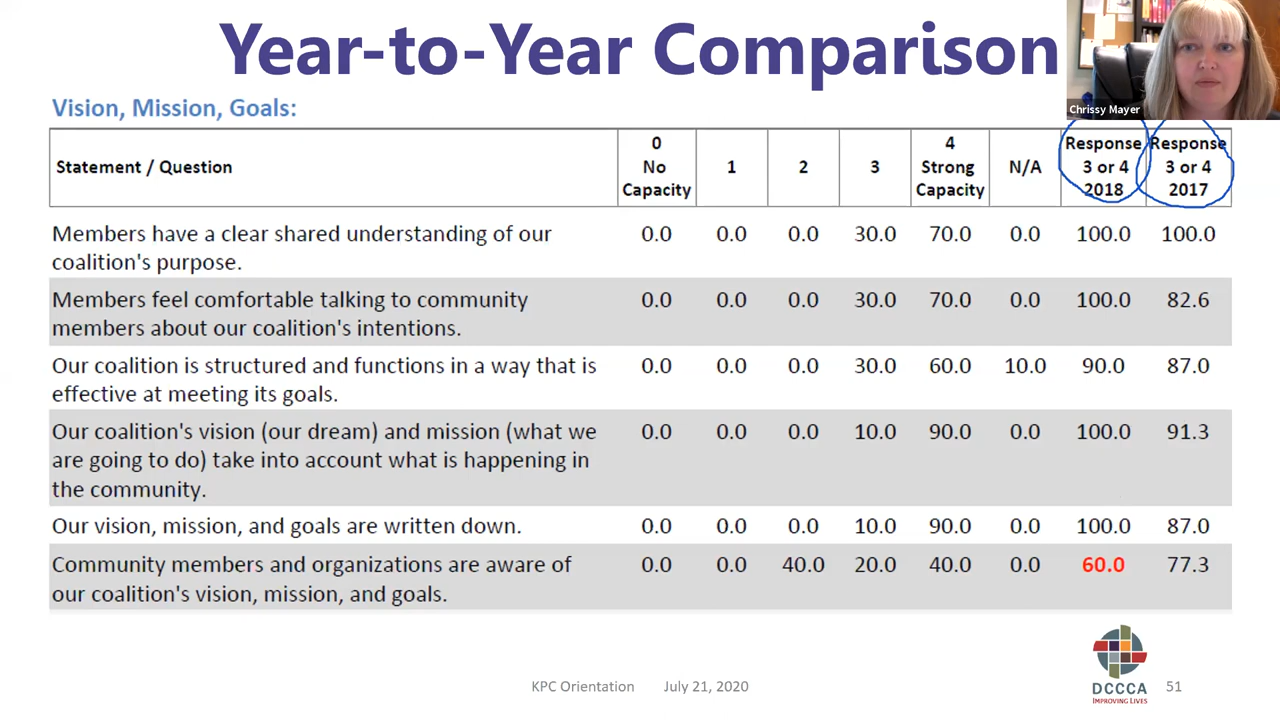 Year-to-Year Comparison
Chrissy Mayer
Vision, Mission, Goals:
Statement / Question
0
No
Capacity
1
2
3
4
Strong
Capacity
N/A
Response
3 or 4
2018
Response
3 or 4
2017
Members have a clear shared understanding of our
coalition's purpose.
0.0 0.0 0.0 30.0 70.0 0.0 100.0 100.0
Members feel comfortable talking to community
members about our coalition's intentions.
0.0 0.0 0.0 30.0 70.0 0.0 100.0 82.6
Our coalition is structured and functions in a way that is
effective at meeting its goals.
0.0 0.0 0.0 30.0 60.0 10.0 90.0 87.0
Our coalition's vision (our dream) and mission (what we
are going to do) take into account what is happening in
the community.
0.0 0.0 0.0 10.0 90.0 0.0 100.0 91.3
Our vision, mission, and goals are written down.
0.0 0.0 0.0 10.0 90.0 0.0 100.0 87.0
Community members and organizations are aware of
our coalition's vision, mission, and goals.
0.0 0.0 40.0 20.0 40.0 0.0 60.0 77.3
KPC Orientation July 21, 2020
DCCCA
IMPROVING LIVES
51